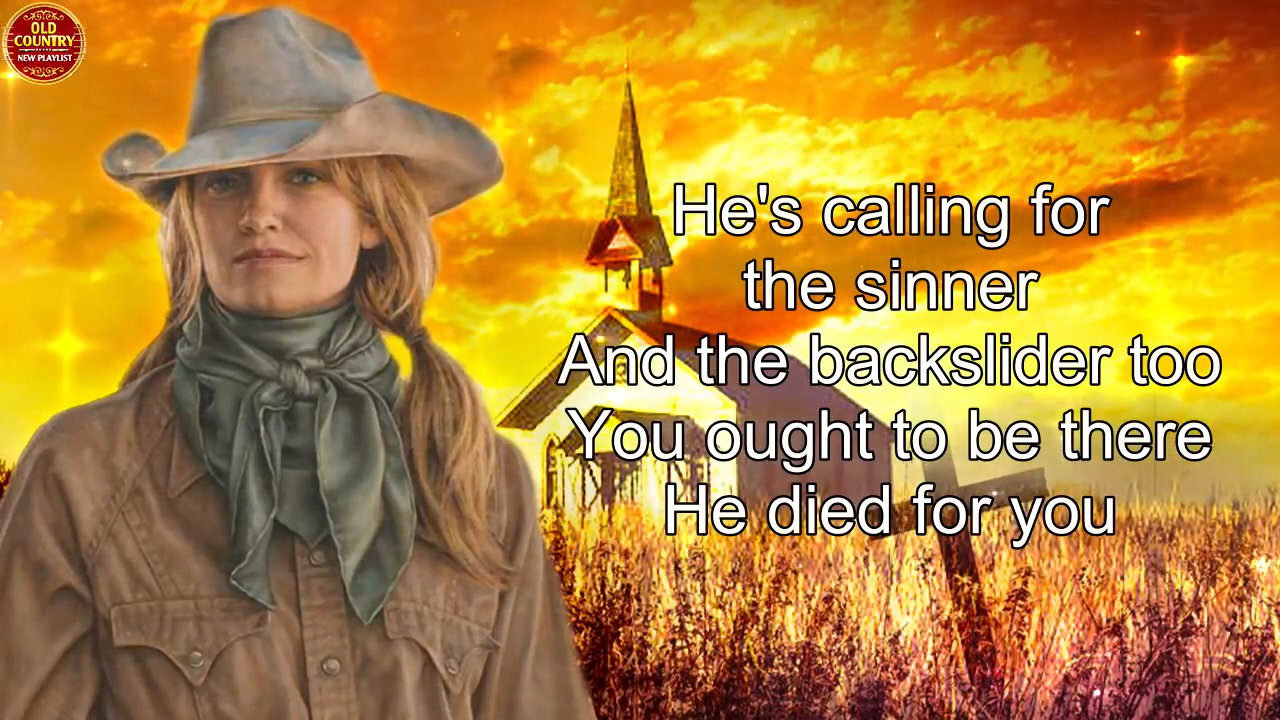 OLD
COUNTRY
NEW PLAYLIST
He's calling for
the sinner
And the backslider too
You ought to be there
He died for you